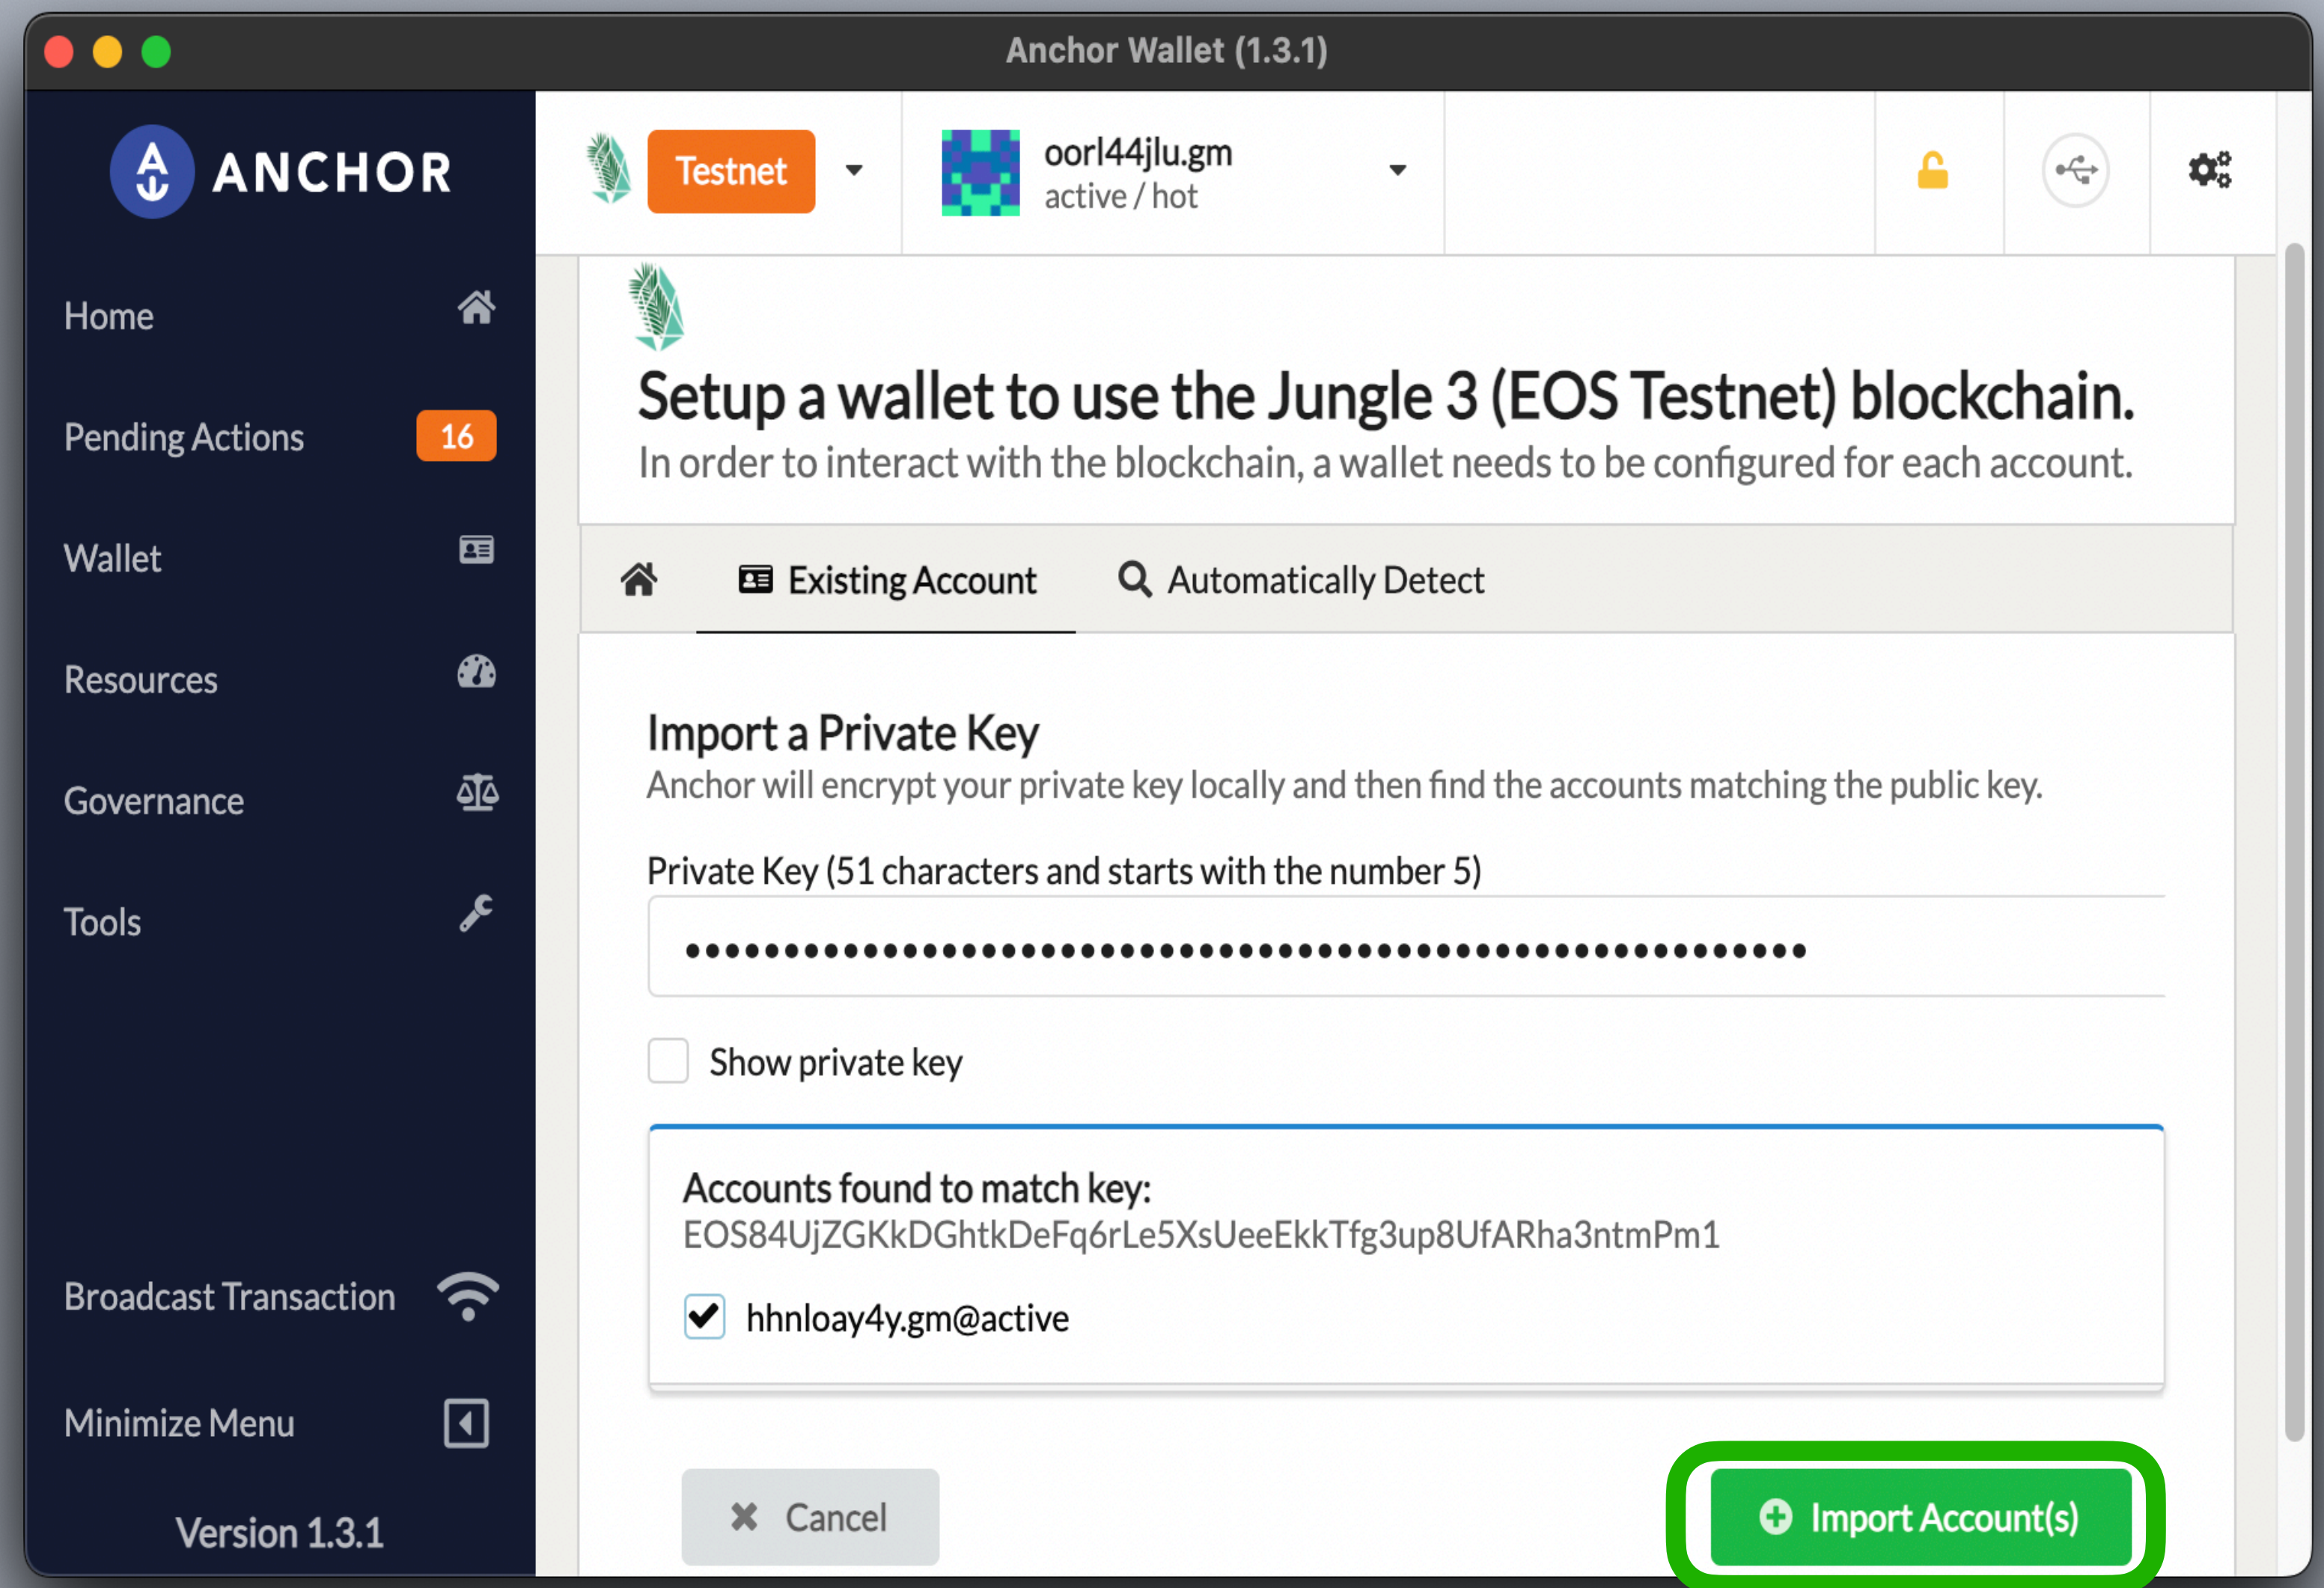 Anchor Wallet (1.3.1)
ANCHOR
Testnet
oorl44jlu.gm
active / hot
Home
Pending Actions 16
Wallet
Resources
Governance
Tools
Broadcast Transaction
Minimize Menu
Version 1.3.1
Setup a wallet to use the Jungle 3 (EOS Testnet) blockchain.
In order to interact with the blockchain, a wallet needs to be configured for each account.
Existing Account Automatically Detect
Import a Private Key
Anchor will encrypt your private key locally and then find the accounts matching the public key.
Private Key (51 characters and starts with the number 5)
Show private key
Accounts found to match key:
EOS84UjZGKkDGhtkDeFq6rLe5XsUeeEkkTfg3up8UfARha3ntmPm1
hhnloay4y.gm@active
Cancel
Import Account(s)